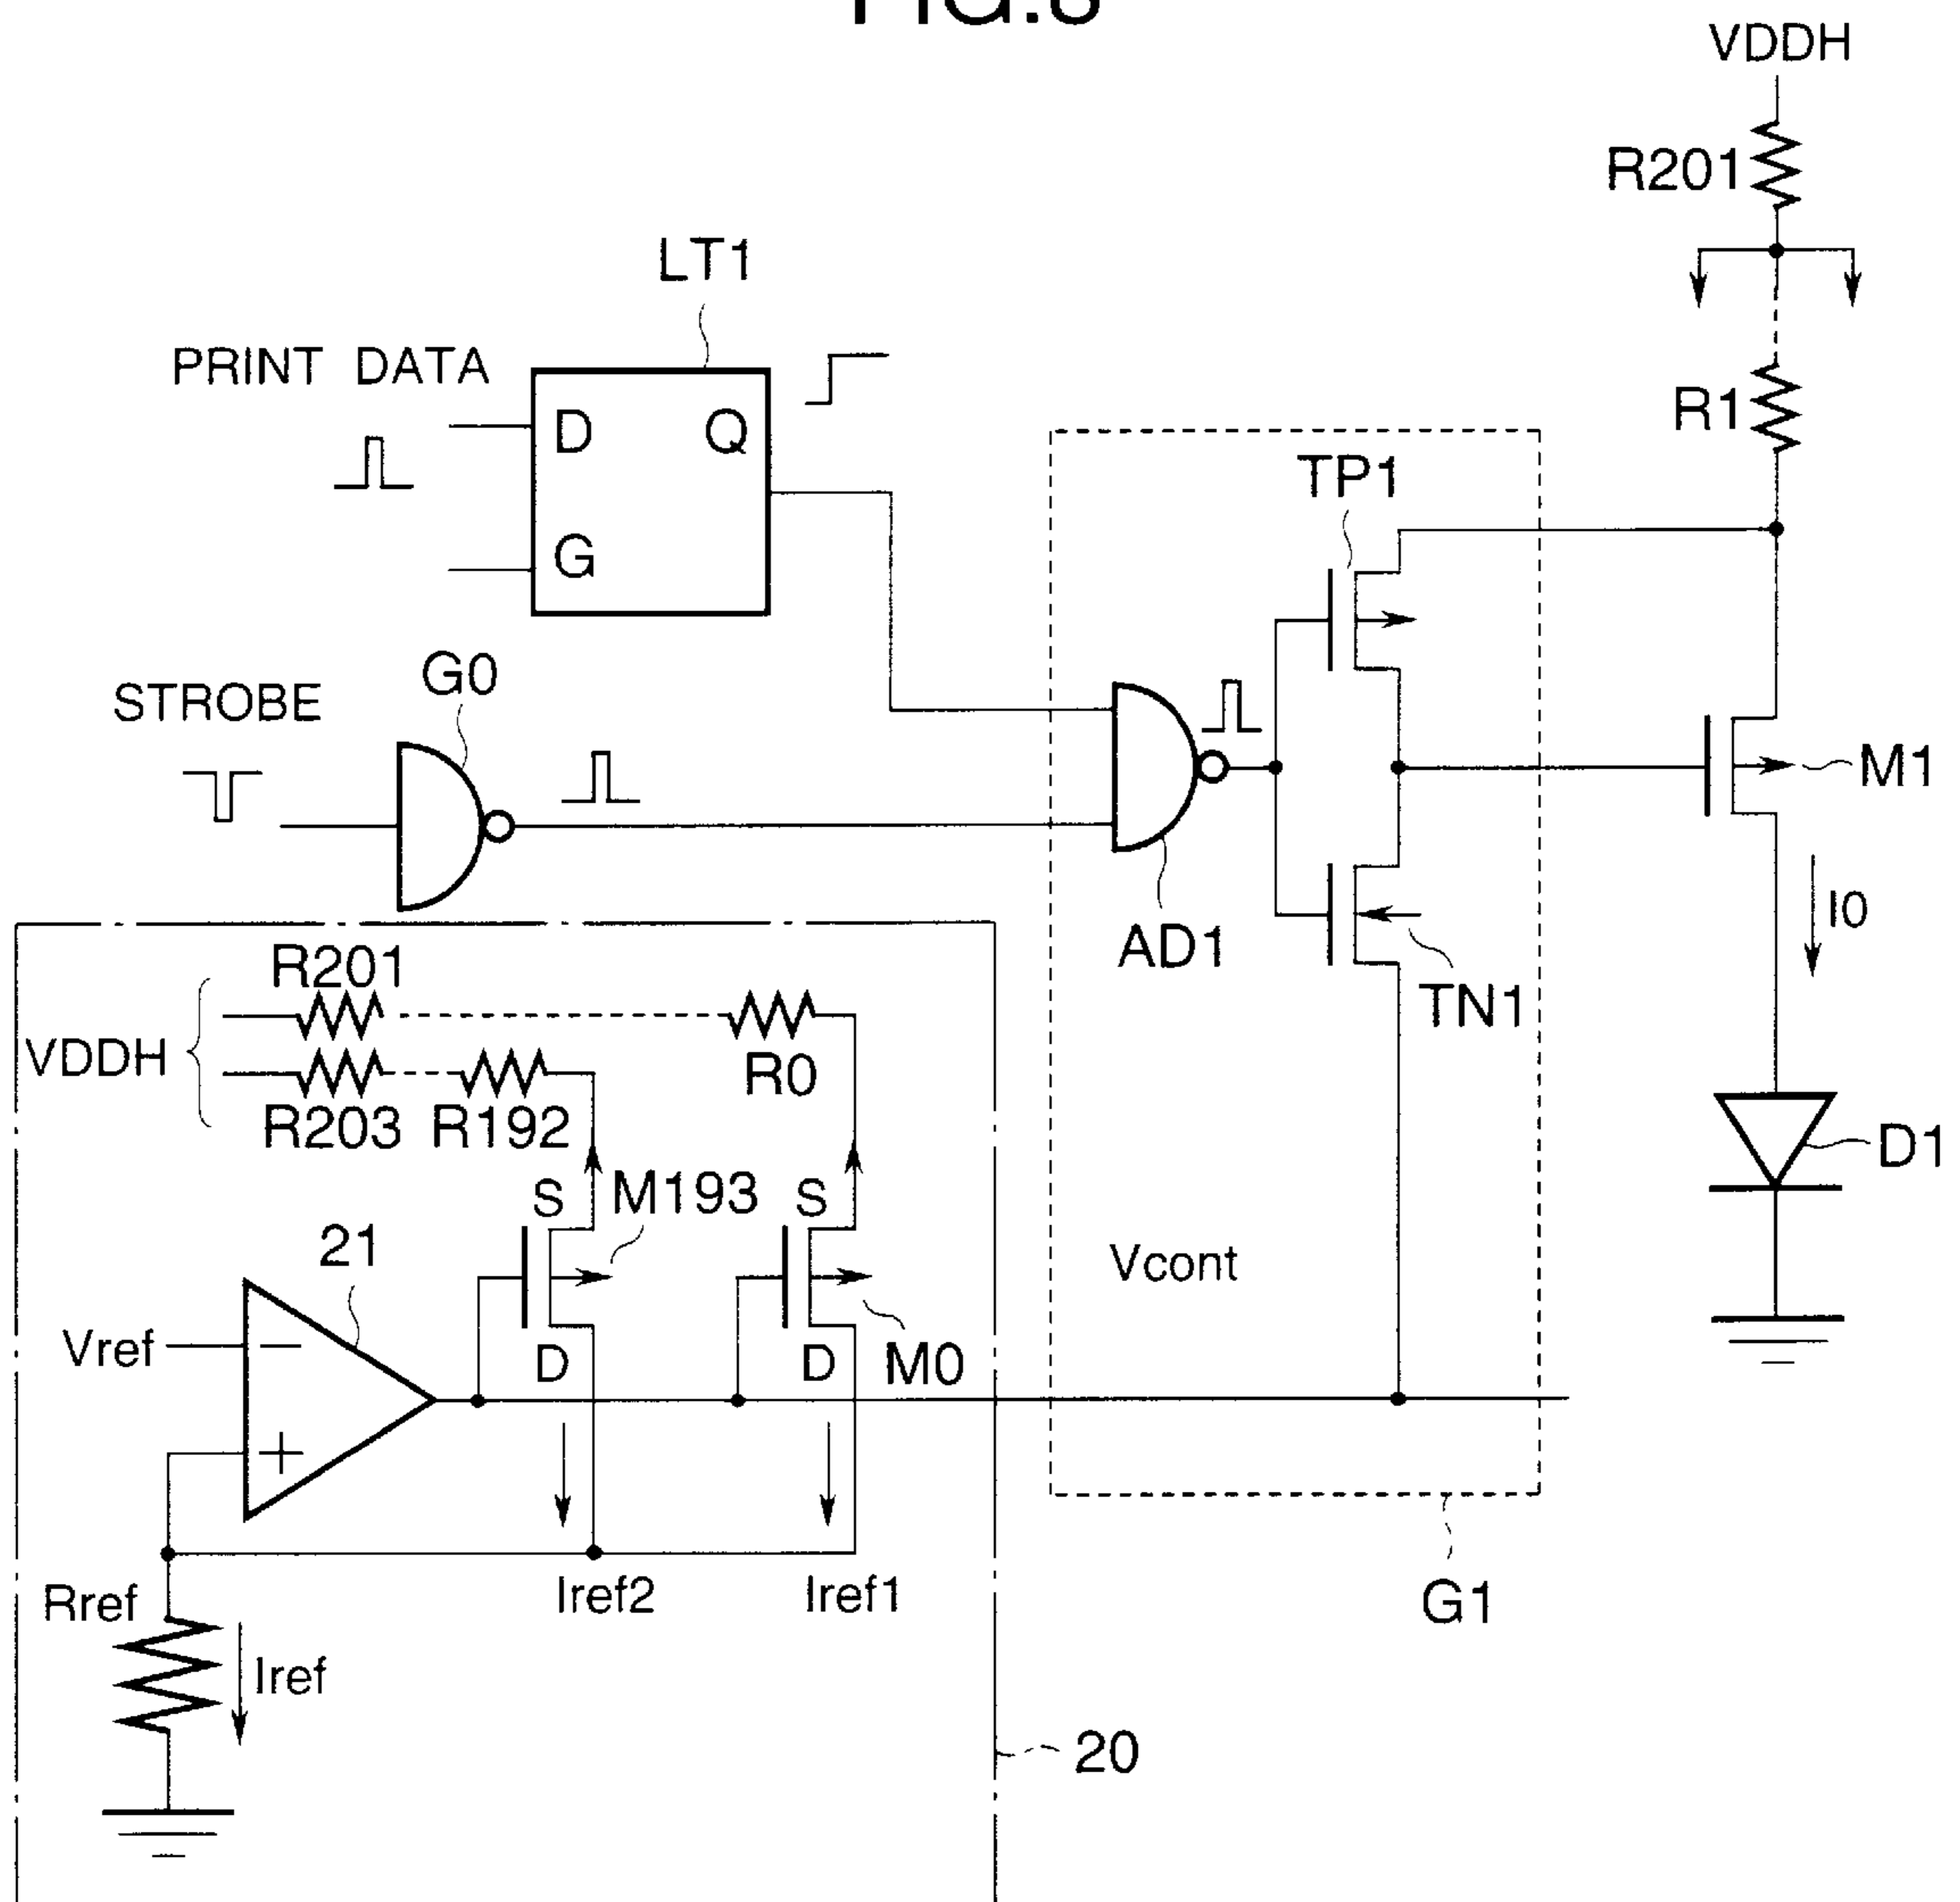 VDDH
R201
LT1
PRINT DATA
D Q
G
R1
TP1
G0
STROBE
M1
I0
AD1
TN1
R201
VDDH
R0
R203 R192
D1
S M193 S
21
Vcont
Vref
−
D D M0
+
Iref2 Iref1
Rref
G1
Iref
20